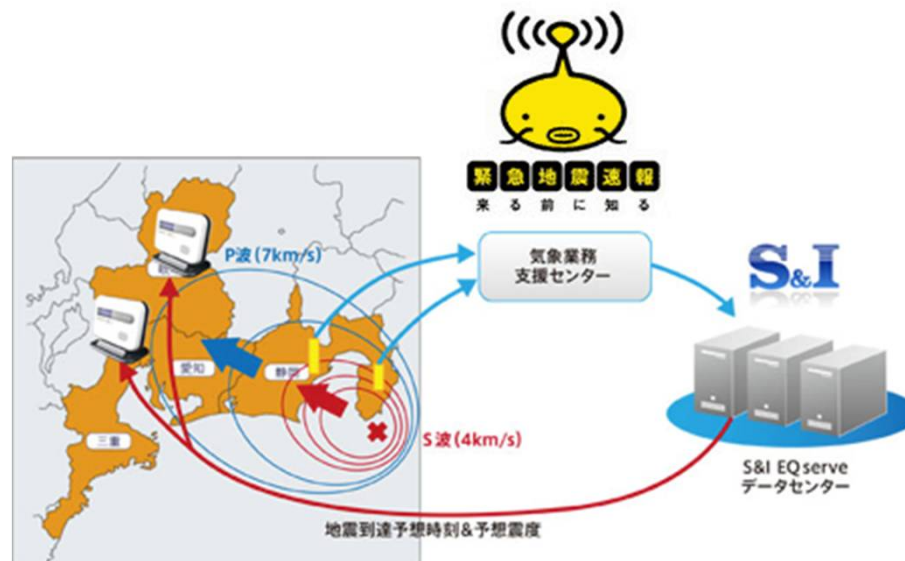 緊急地震速報
来る前に知る
P波(7km/s)
気象業務
支援センター
S&I
愛知
静岡
三重
S波(4km/s)
S&I EQserve
データセンター
地震到達予想時刻&予想震度